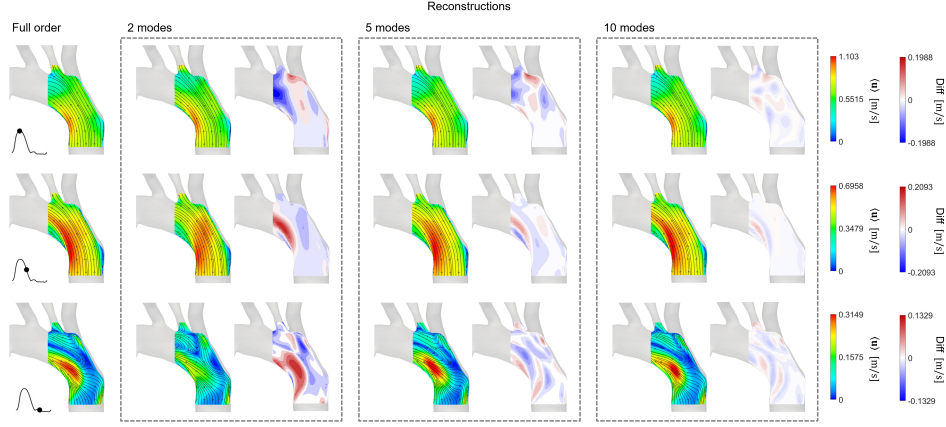 Reconstructions
Full order
2 modes
5 modes
10 modes
1.103
0.5515
0
⟨u⟩ [m/s]
0.1988
0
-0.1988
Diff [m/s]
0.6958
0.3479
0
⟨u⟩ [m/s]
0.2093
0
-0.2093
Diff [m/s]
0.3149
0.1575
0
⟨u⟩ [m/s]
0.1329
0
-0.1329
Diff [m/s]